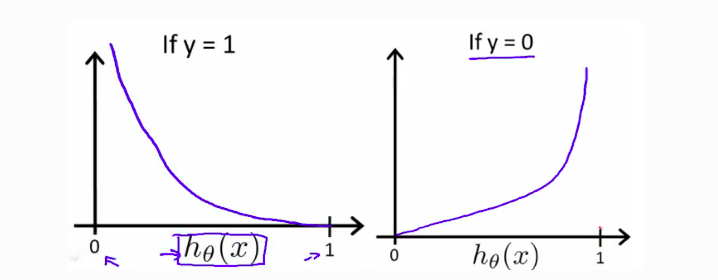 If y = 1
0
hθ(x)
1
If y = 0
0
hθ(x)
1